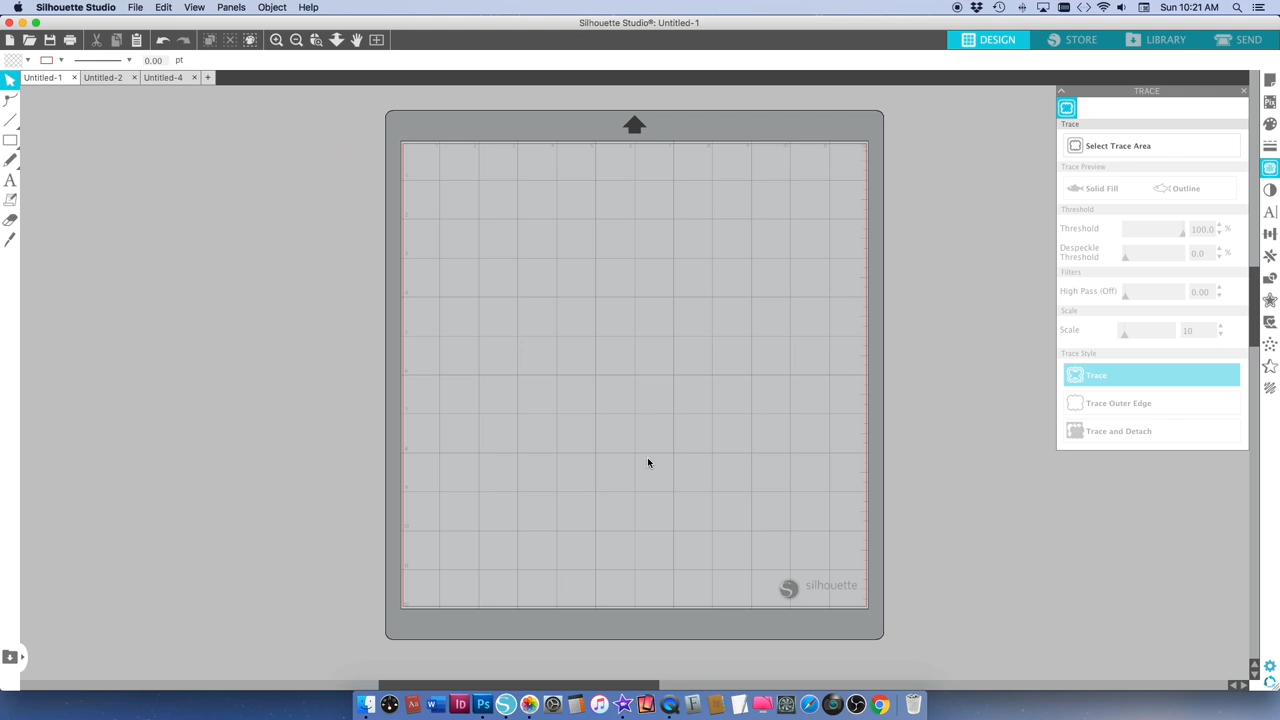 Silhouette Studio File Edit View Panels Object Help Sun 10:21 AM
Silhouette Studio®: Untitled-1
DESIGN STORE LIBRARY SEND
0.00 pt
Untitled-1 × Untitled-2 × Untitled-4 × +
TRACE
Trace
Select Trace Area
Trace Preview
Solid Fill Outline
Threshold
Threshold 100.0 %
Despeckle
Threshold 0.0 %
Filters
High Pass (Off) 0.00
Scale
Scale 10
Trace Style
Trace
Trace Outer Edge
Trace and Detach
silhouette